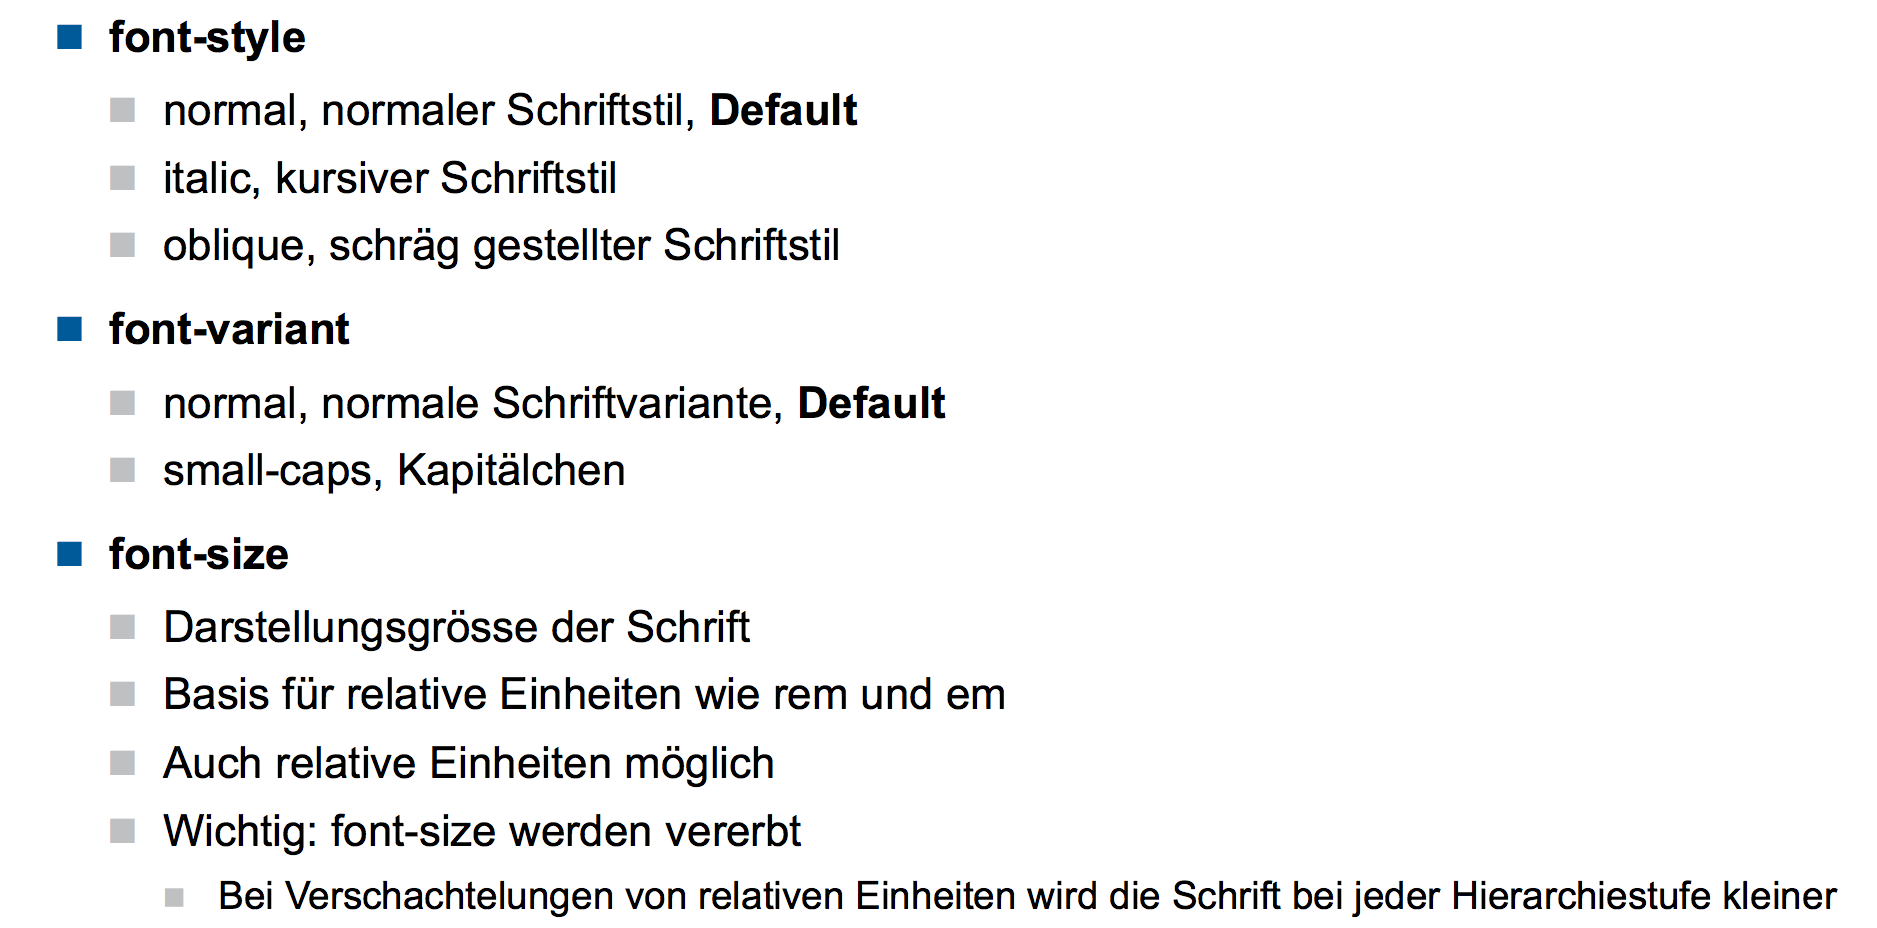 font-style
normal, normaler Schriftstil, Default
italic, kursiver Schriftstil
oblique, schräg gestellter Schriftstil
font-variant
normal, normale Schriftvariante, Default
small-caps, Kapitälchen
font-size
Darstellungsgrösse der Schrift
Basis für relative Einheiten wie rem und em
Auch relative Einheiten möglich
Wichtig: font-size werden vererbt
Bei Verschachtelungen von relativen Einheiten wird die Schrift bei jeder Hierarchiestufe kleiner